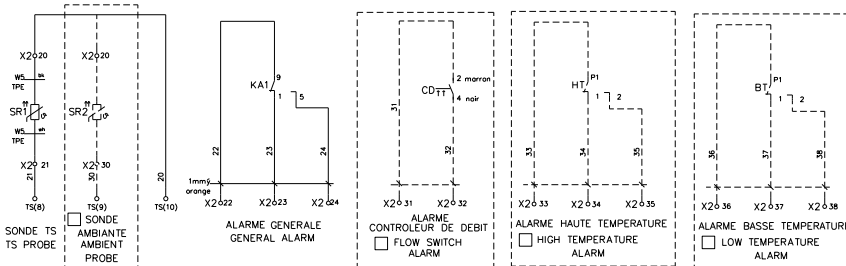 X2 20
X2 20
W5 bk
TPE
SR1
SR2
W5 wh
TPE
X2 21
X2 30
21
30
20
TS(8)
TS(9)
TS(10)
SONDE TS
TS PROBE
SONDE
AMBIANTE
AMBIENT
PROBE
KA1
9
1
5
22
23
24
1mmý
orange
X2 22
X2 23
X2 24
ALARME GENERALE
GENERAL ALARM
2 marron
CD
4 noir
31
32
X2 31
X2 32
ALARME
CONTROLEUR DE DEBIT
FLOW SWITCH
ALARM
HT
P1
1
2
33
34
35
X2 33
X2 34
X2 35
ALARME HAUTE TEMPERATURE
HIGH TEMPERATURE
ALARM
BT
P1
1
2
36
37
38
X2 36
X2 37
X2 38
ALARME BASSE TEMPERATURE
LOW TEMPERATURE
ALARM